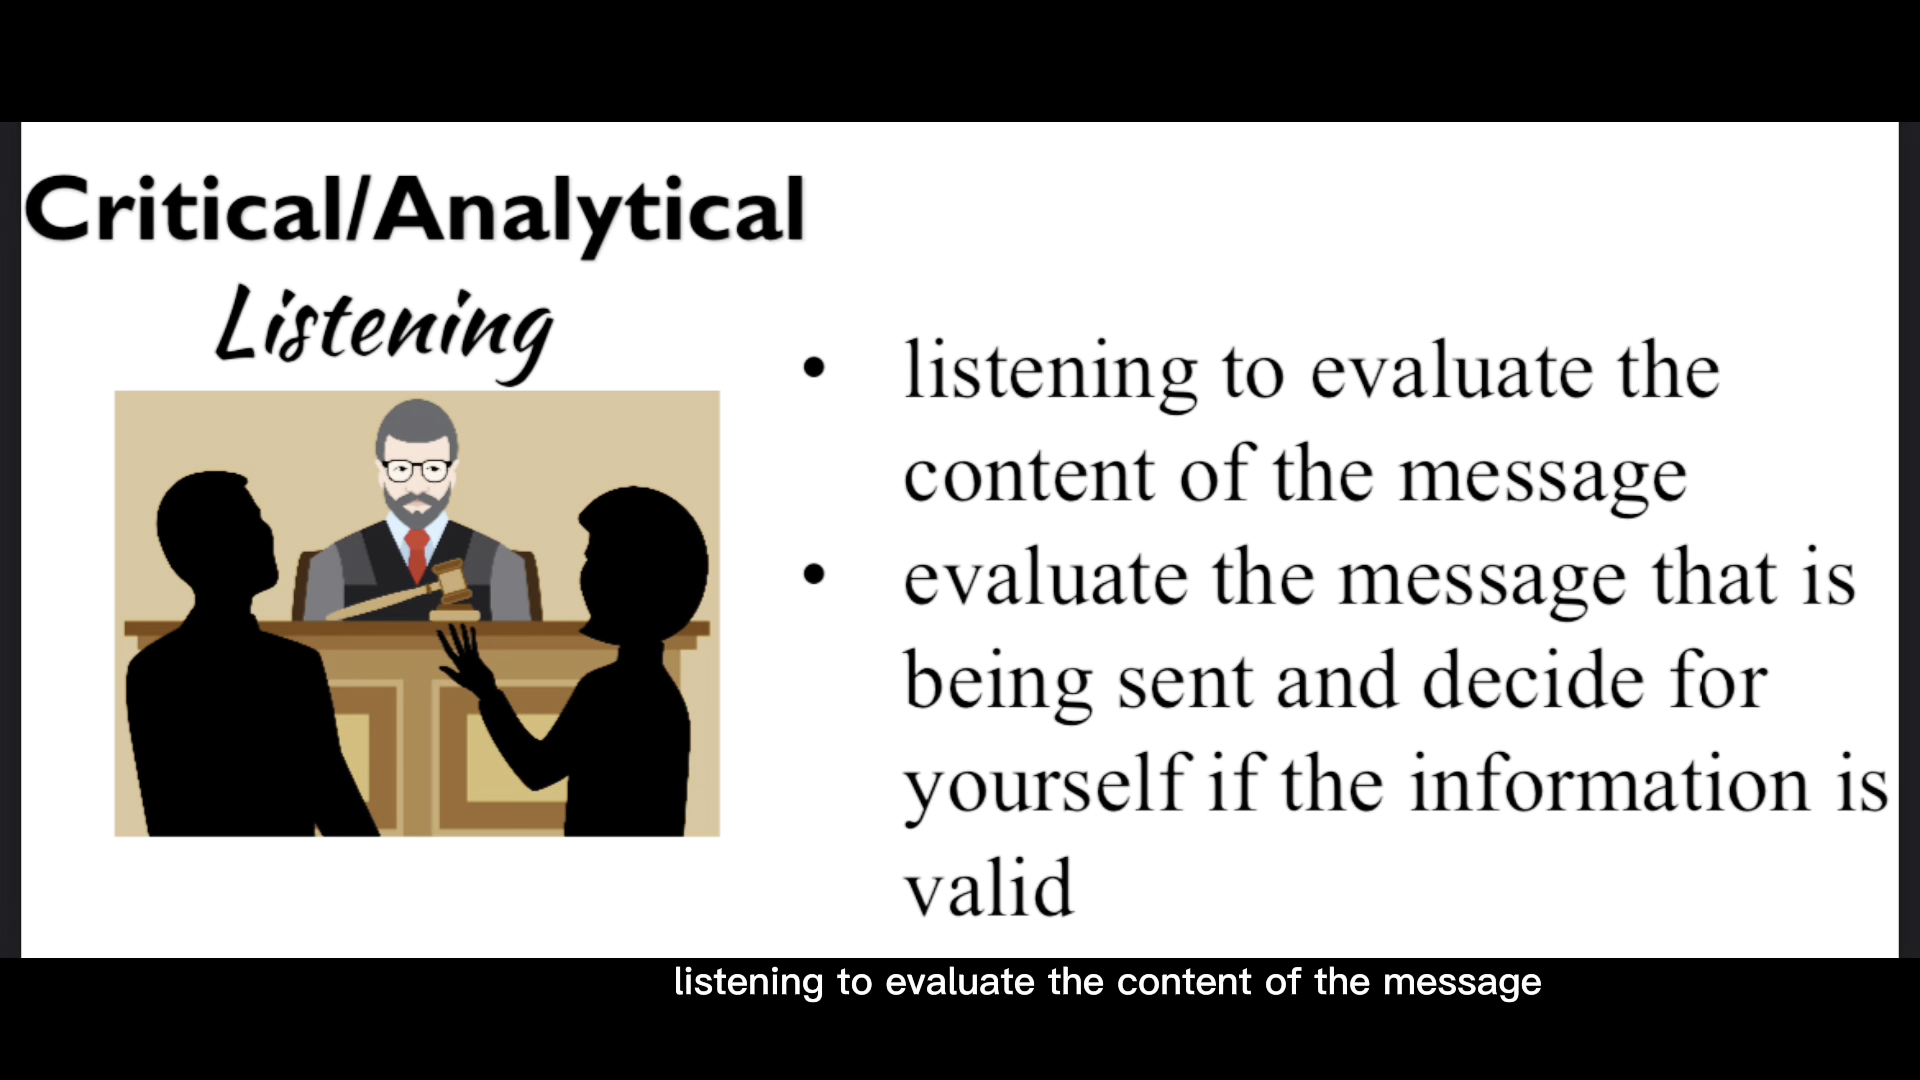 Critical/Analytical
Listening
• listening to evaluate the
content of the message
• evaluate the message that is
being sent and decide for
yourself if the information is
valid
listening to evaluate the content of the message